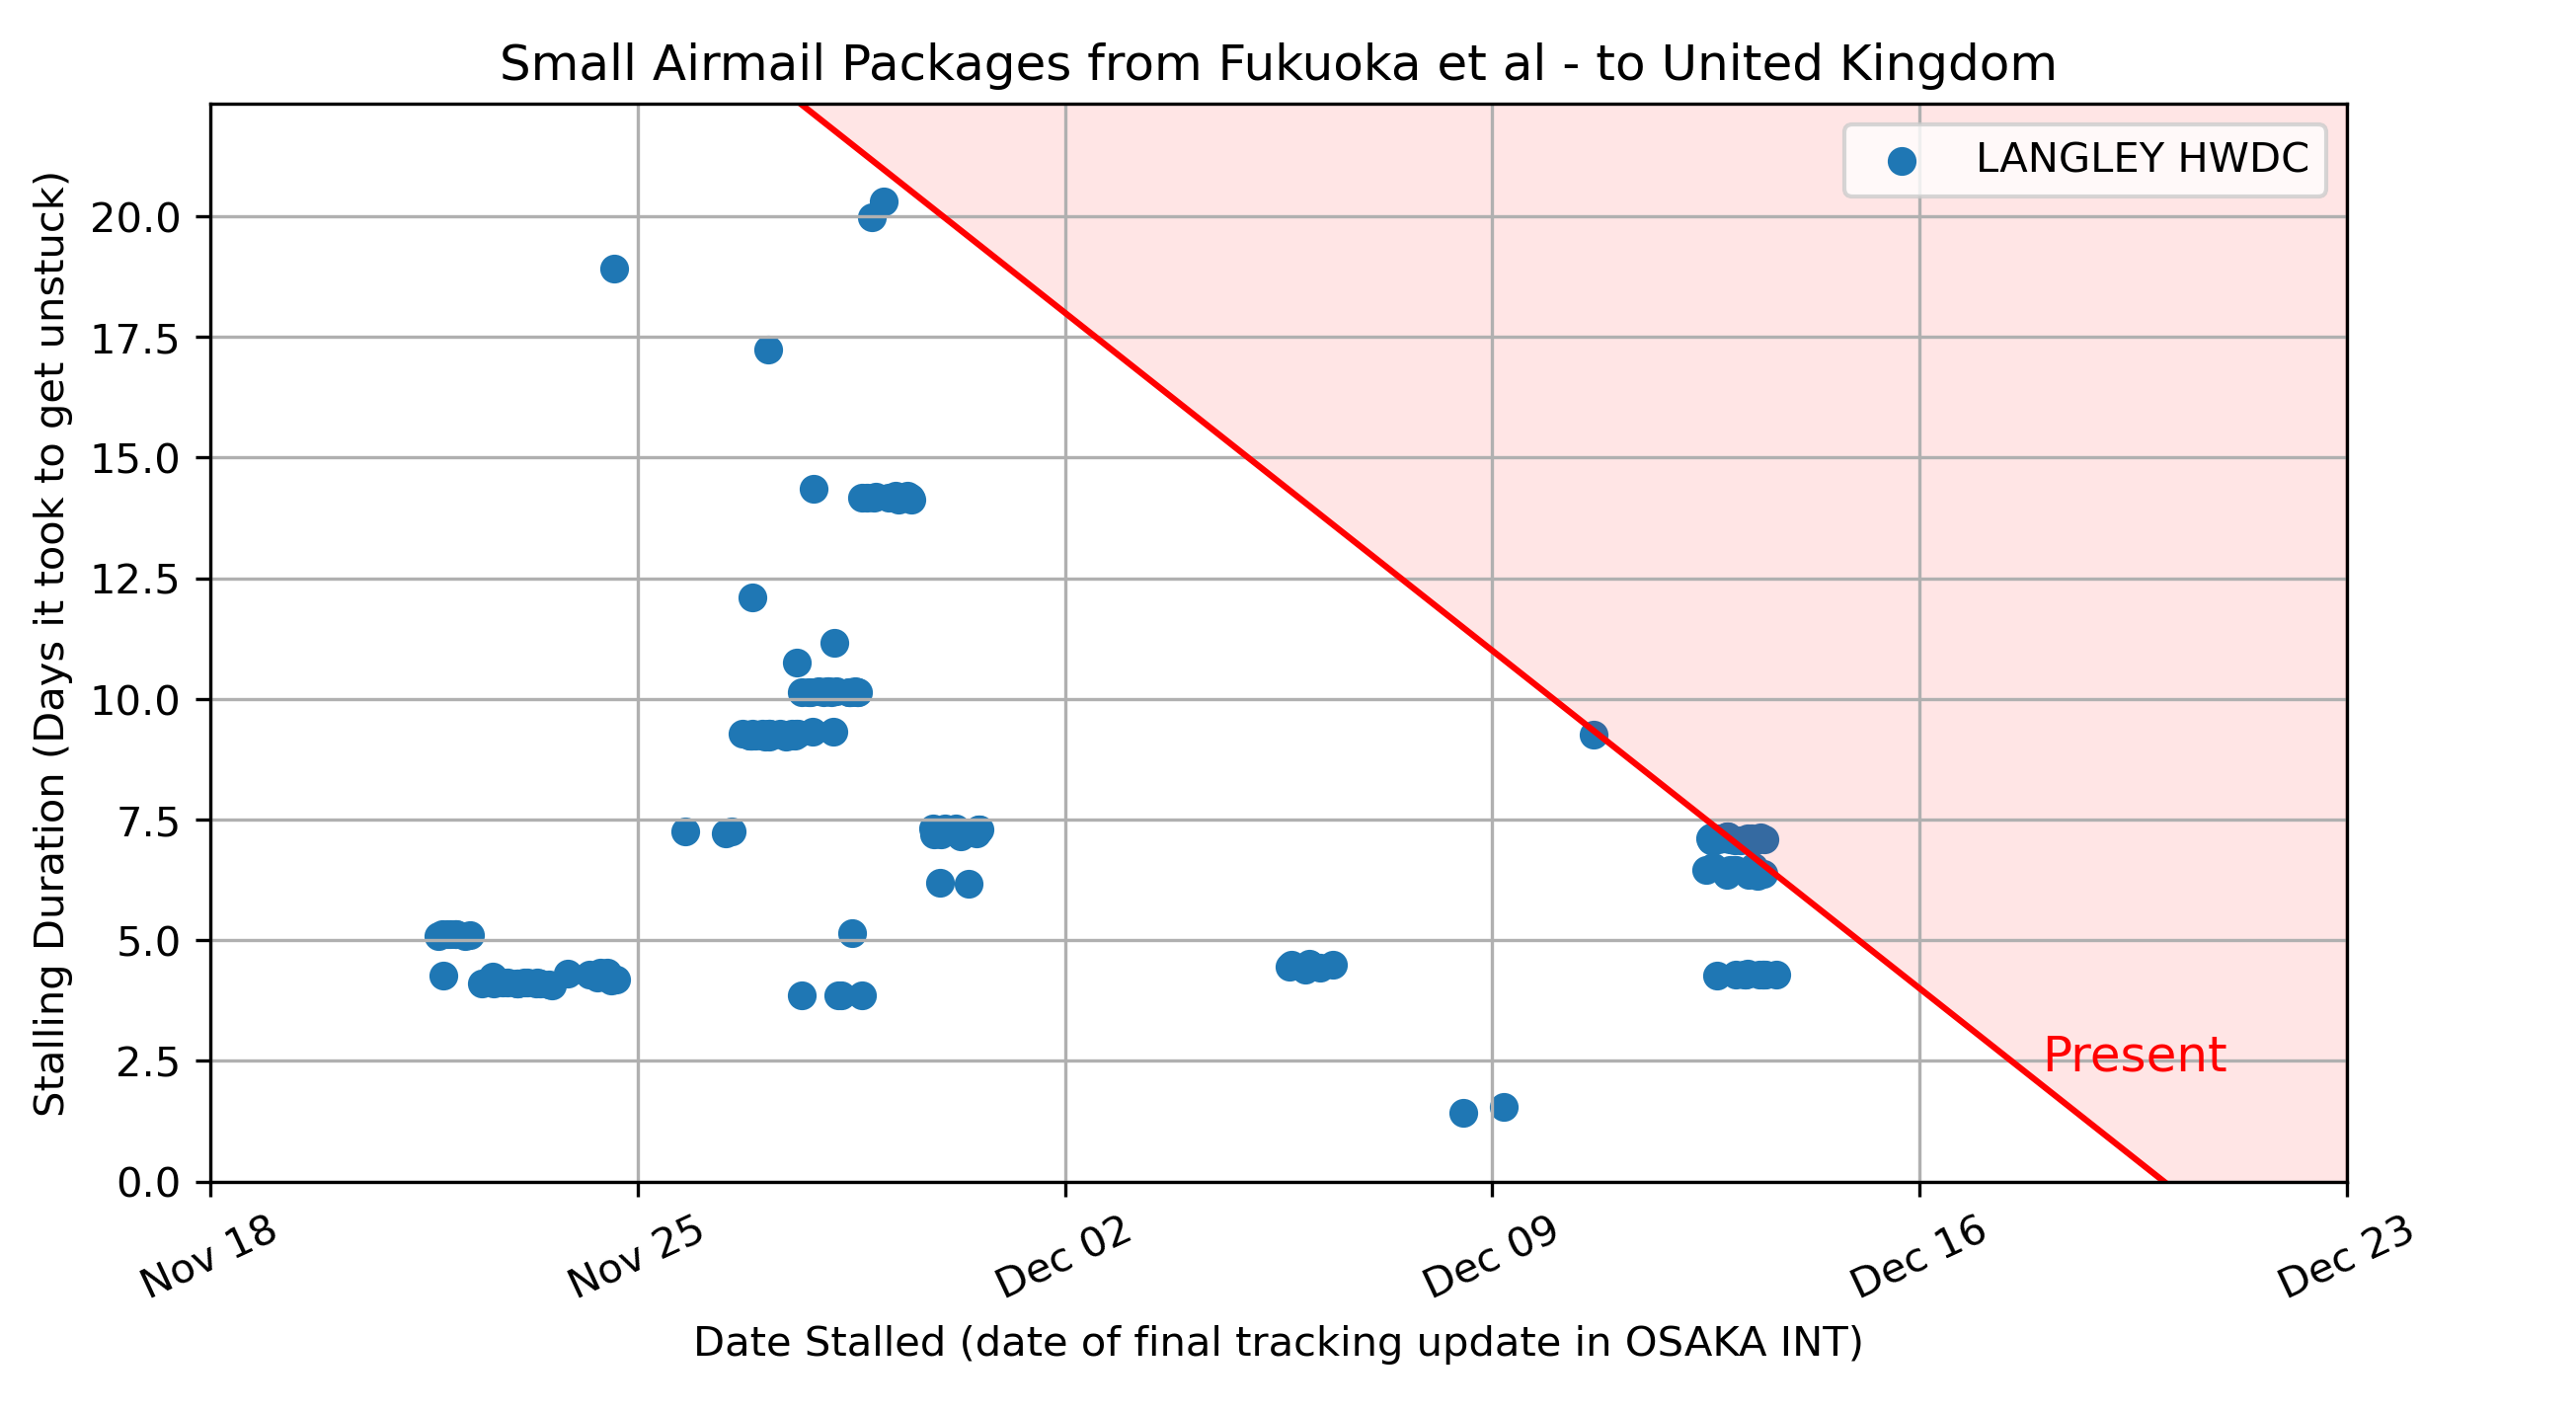 Small Airmail Packages from Fukuoka et al - to United Kingdom
LANGLEY HWDC
Stalling Duration (Days it took to get unstuck)
20.0
17.5
15.0
12.5
10.0
7.5
5.0
2.5
0.0
Present
Nov 18
Nov 25
Dec 02
Dec 09
Dec 16
Dec 23
Date Stalled (date of final tracking update in OSAKA INT)